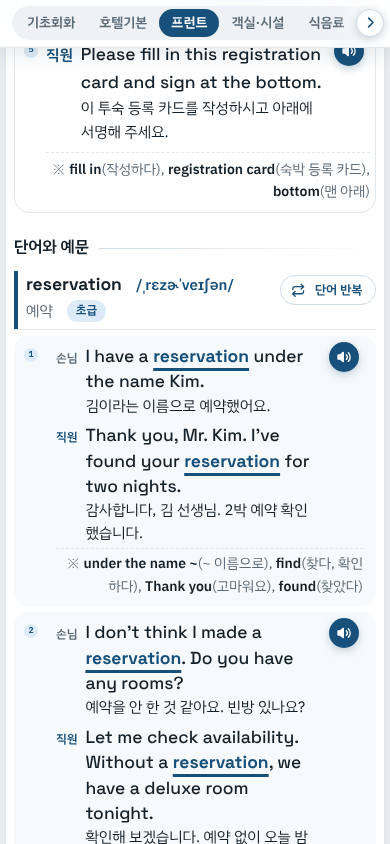 기초회화 호텔기본 프런트 객실·시설 식음료
5 직원 Please fill in this registration
card and sign at the bottom.
이 투숙 등록 카드를 작성하시고 아래에
서명해 주세요.
※ fill in(작성하다), registration card(숙박 등록 카드),
bottom(맨 아래)
단어와 예문
reservation /ˌrɛzɚˈveɪʃən/ 단어 반복
예약 초급
1 손님 I have a reservation under
the name Kim.
김이라는 이름으로 예약했어요.
직원 Thank you, Mr. Kim. I've
found your reservation for
two nights.
감사합니다, 김 선생님. 2박 예약 확인
했습니다.
※ under the name ~(~ 이름으로), find(찾다, 확인
하다), Thank you(고마워요), found(찾았다)
2 손님 I don't think I made a
reservation. Do you have
any rooms?
예약을 안 한 것 같아요. 빈방 있나요?
직원 Let me check availability.
Without a reservation, we
have a deluxe room
tonight.
확인해 보겠습니다. 예약 없이 오늘 밤